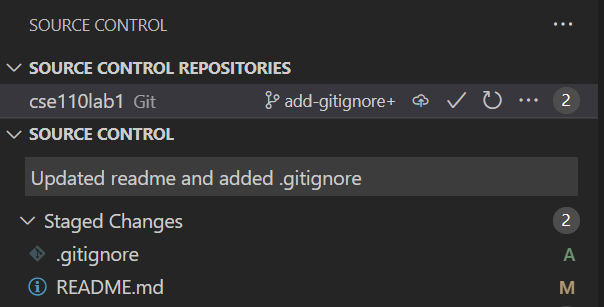 SOURCE CONTROL ...
SOURCE CONTROL REPOSITORIES
cse110lab1 Git add-gitignore+ ... 2
SOURCE CONTROL
Updated readme and added .gitignore
Staged Changes 2
.gitignore A
README.md M